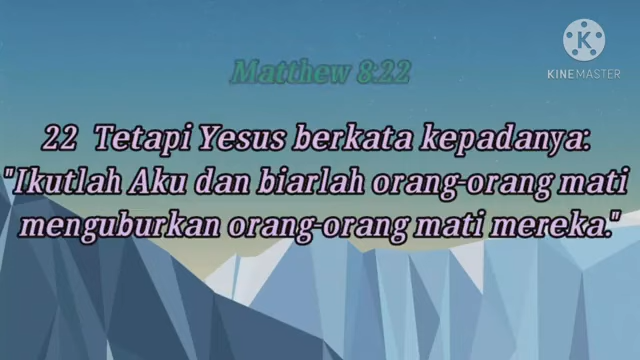 KINEMASTER
Matthew 8:22
22 Tetapi Yesus berkata kepadanya:
"Ikutlah Aku dan biarlah orang-orang mati
menguburkan orang-orang mati mereka."